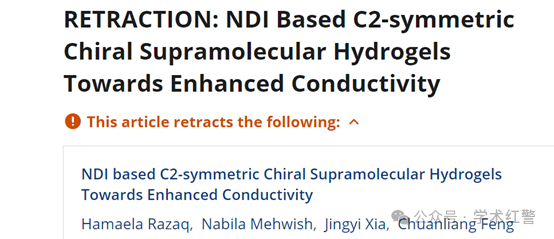 RETRACTION: NDI Based C2-symmetric
Chiral Supramolecular Hydrogels
Towards Enhanced Conductivity
This article retracts the following:
NDI based C2-symmetric Chiral Supramolecular Hydrogels
Towards Enhanced Conductivity
Hamaela Razaq, Nabila Mehwish, Jingyi Xia, Chuanliang Feng
公众号 · 学术红警